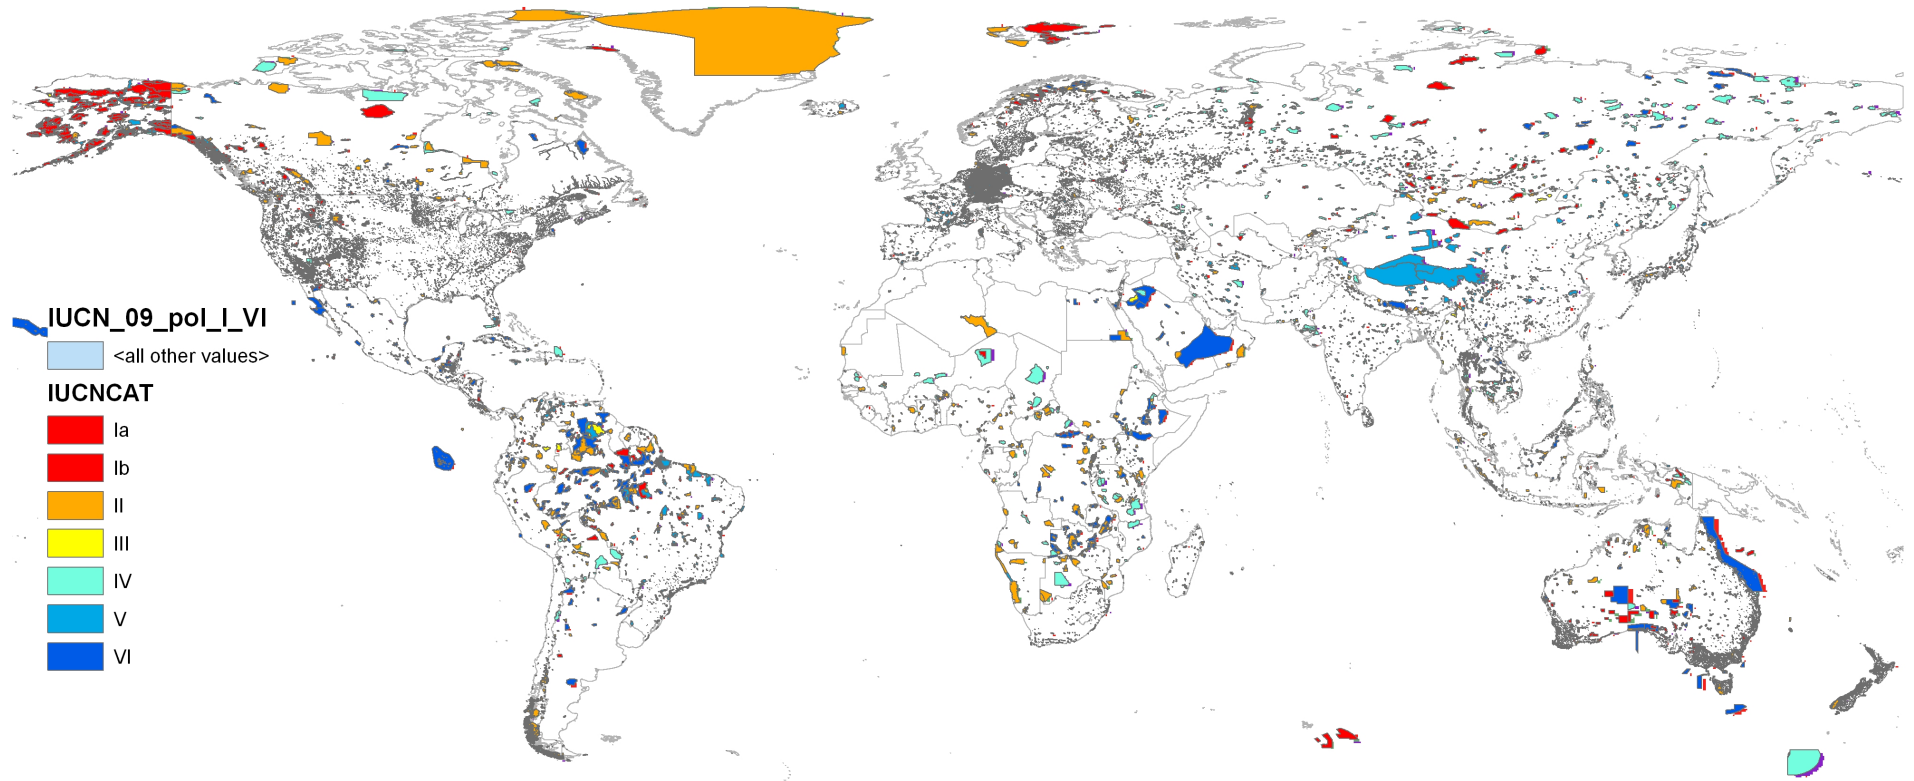 IUCN_09_pol_I_VI
<all other values>
IUCNCAT
Ia
Ib
II
III
IV
V
VI